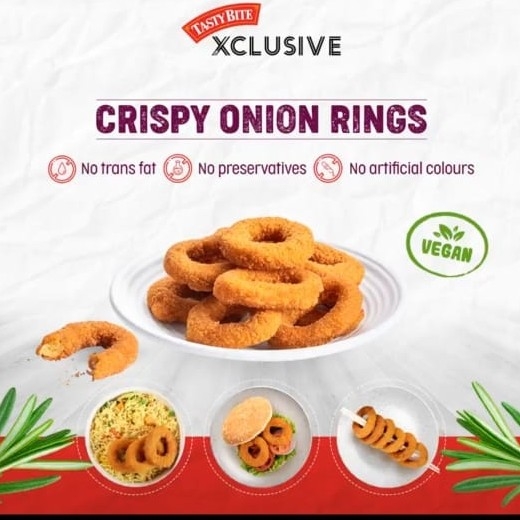 TASTY BITE
XCLUSIVE
CRISPY ONION RINGS
No trans fat No preservatives No artificial colours
VEGAN